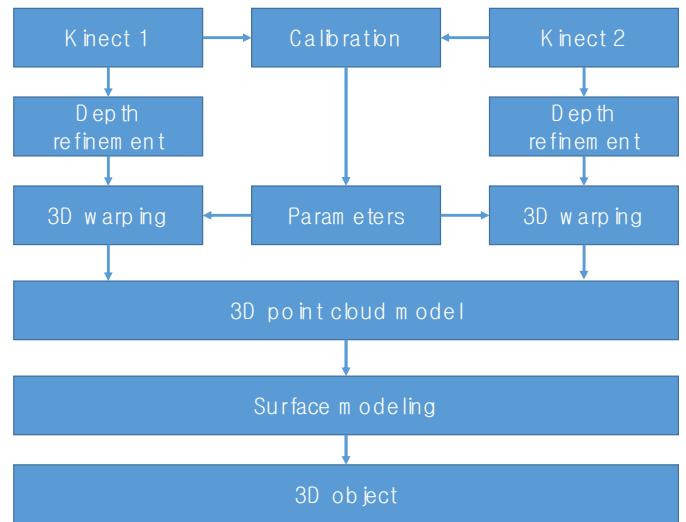 Kinect 1
Calibration
Kinect 2
Depth
refinement
Depth
refinement
3D warping
Parameters
3D warping
3D point cloud model
Surface modeling
3D object